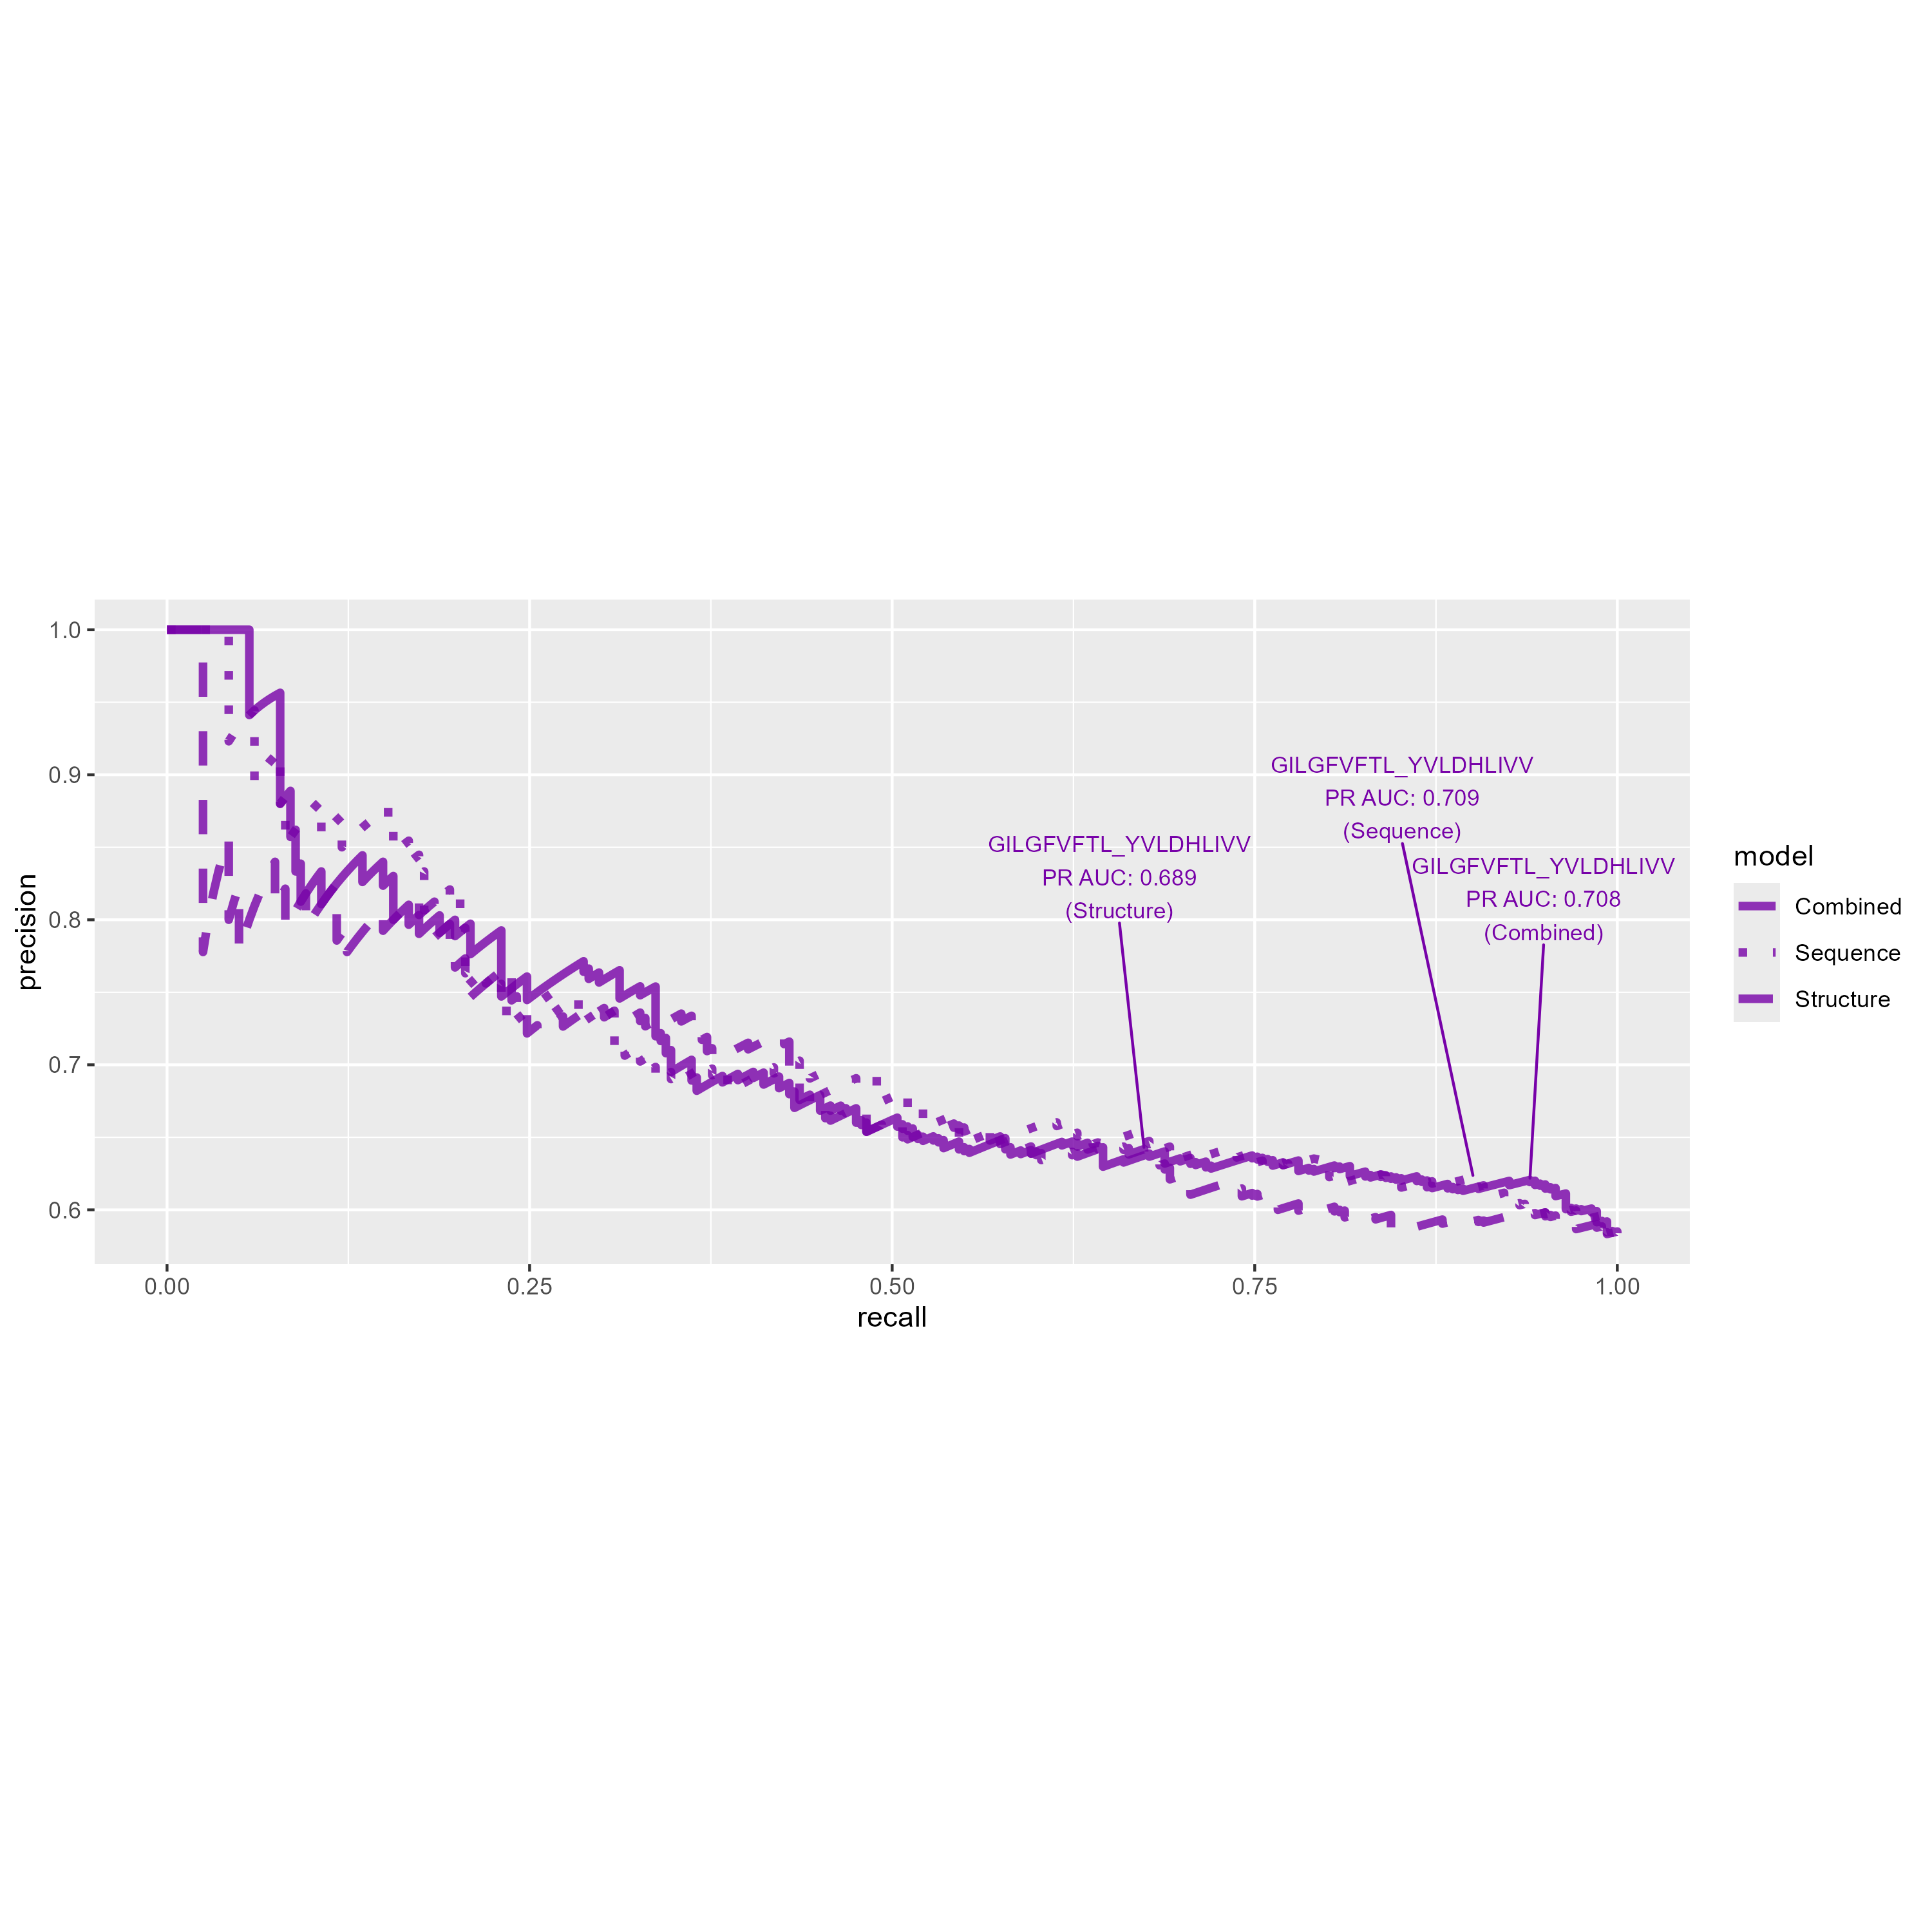 1.0
0.9
0.8
0.7
0.6
precision
0.00
0.25
0.50
0.75
1.00
recall
GILGFVFTL_YVLDHLIVV
PR AUC: 0.689
(Structure)
GILGFVFTL_YVLDHLIVV
PR AUC: 0.709
(Sequence)
GILGFVFTL_YVLDHLIVV
PR AUC: 0.708
(Combined)
model
Combined
Sequence
Structure